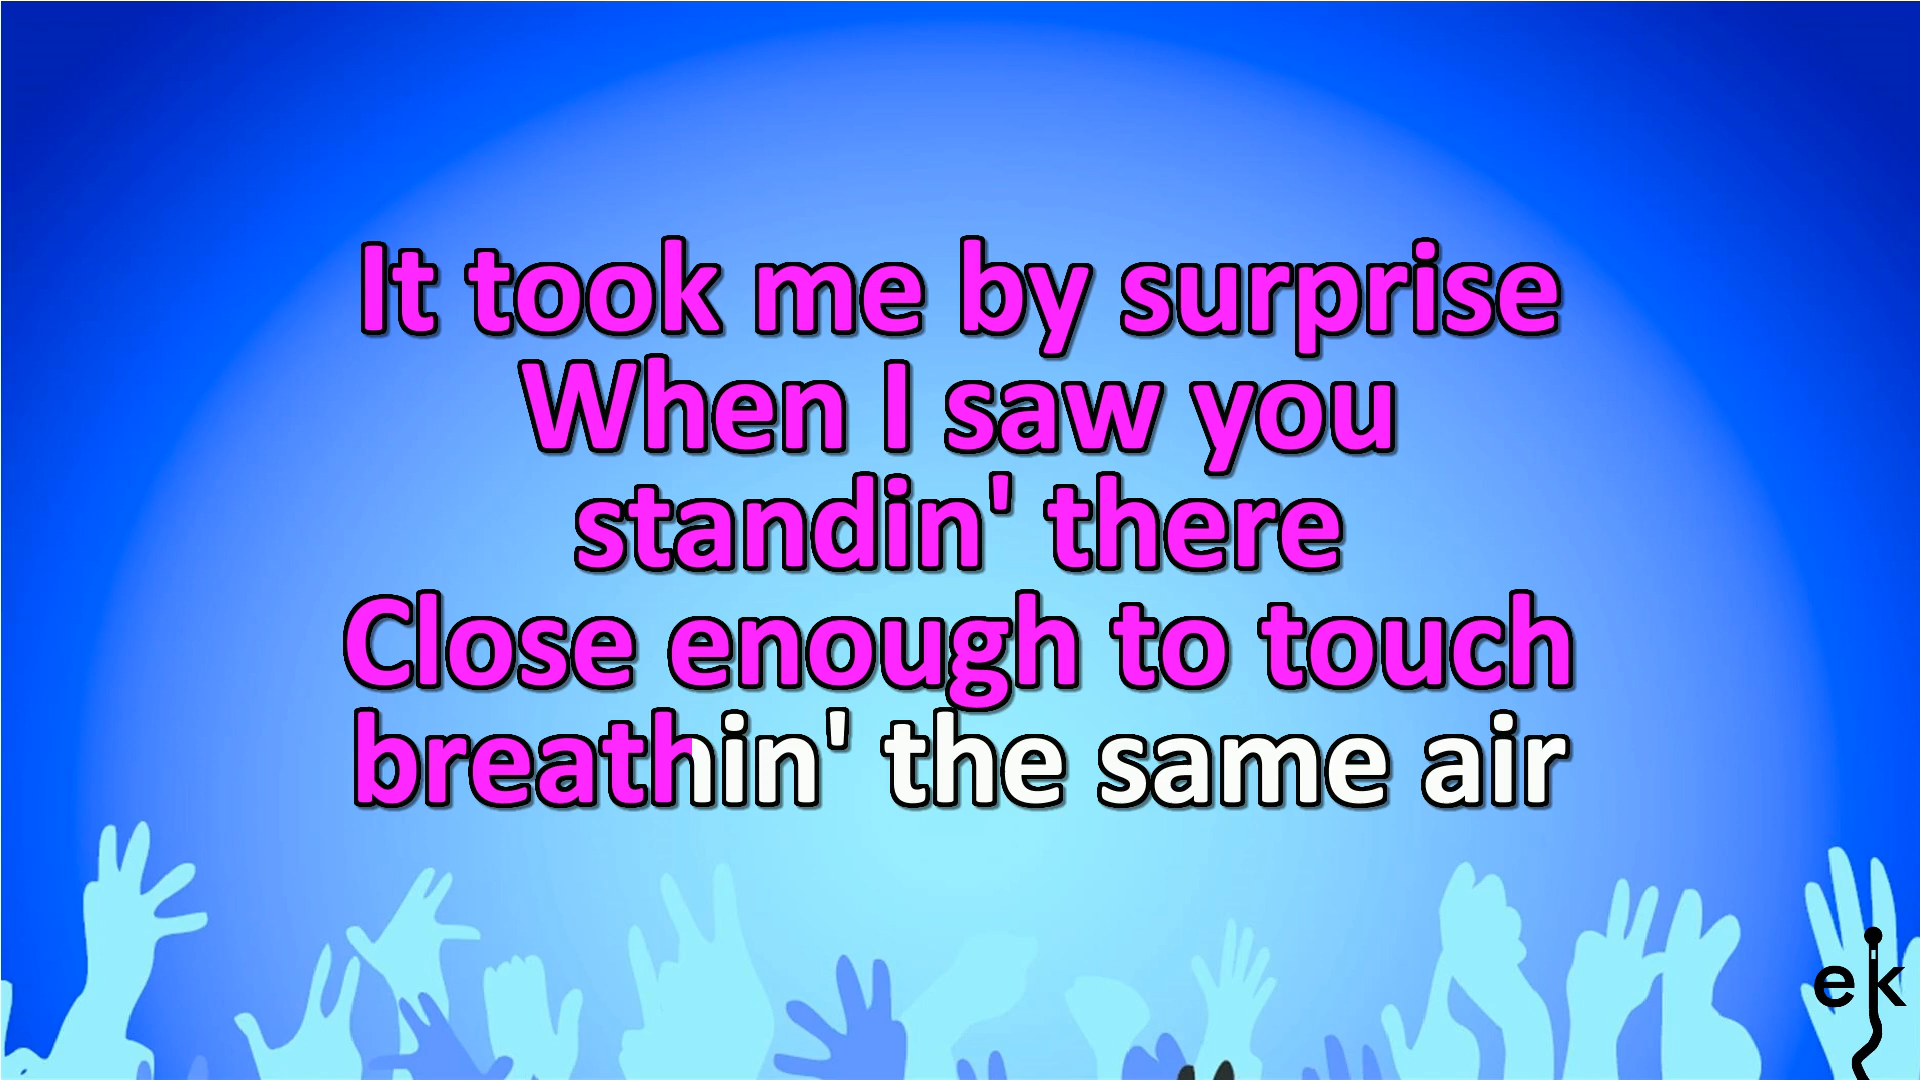 It took me by surprise
When I saw you
standin' there
Close enough to touch
breathin' the same air
ek